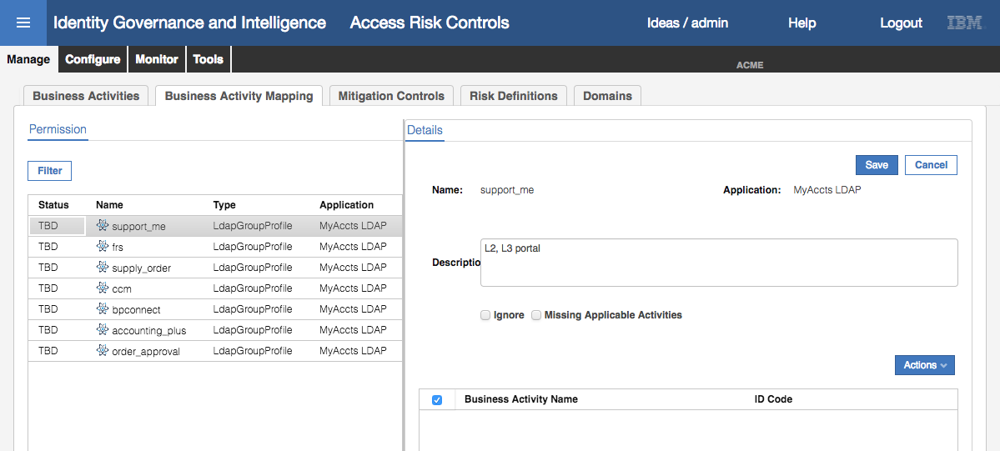 Identity Governance and Intelligence Access Risk Controls Ideas / admin Help Logout IBM
Manage Configure Monitor Tools
ACME
Business Activities Business Activity Mapping Mitigation Controls Risk Definitions Domains
Permission
Filter
Status Name Type Application
TBD support_me LdapGroupProfile MyAccts LDAP
TBD frs LdapGroupProfile MyAccts LDAP
TBD supply_order LdapGroupProfile MyAccts LDAP
TBD ccm LdapGroupProfile MyAccts LDAP
TBD bpconnect LdapGroupProfile MyAccts LDAP
TBD accounting_plus LdapGroupProfile MyAccts LDAP
TBD order_approval LdapGroupProfile MyAccts LDAP
Details
Save Cancel
Name: support_me Application: MyAccts LDAP
L2, L3 portal
Descriptio
Ignore Missing Applicable Activities
Actions
Business Activity Name ID Code